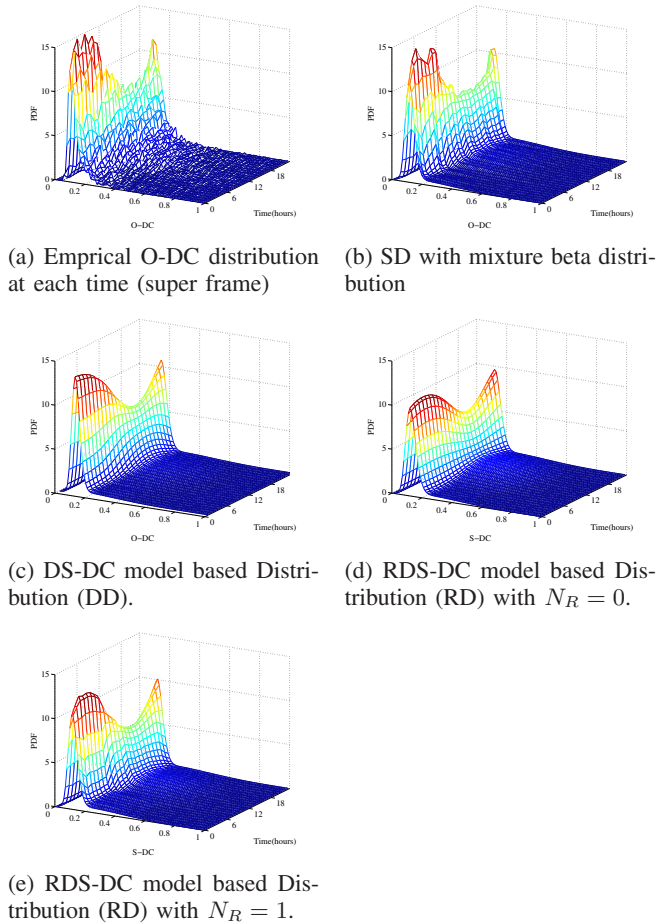 15
10
5
0
PDF
0
0.2
0.4
0.6
0.8
1
0
6
12
18
Time(hours)
O−DC
(a) Emprical O-DC distribution
at each time (super frame)
15
10
5
0
PDF
0
0.2
0.4
0.6
0.8
1
0
6
12
18
Time(hours)
O−DC
(b) SD with mixture beta distri-
bution
15
10
5
0
PDF
0
0.2
0.4
0.6
0.8
1
0
6
12
18
Time(hours)
O−DC
(c) DS-DC model based Distri-
bution (DD).
15
10
5
0
PDF
0
0.2
0.4
0.6
0.8
1
0
6
12
18
Time(hours)
S−DC
(d) RDS-DC model based Dis-
tribution (RD) with N_R = 0.
15
10
5
0
PDF
0
0.2
0.4
0.6
0.8
1
0
6
12
18
Time(hours)
S−DC
(e) RDS-DC model based Dis-
tribution (RD) with N_R = 1.